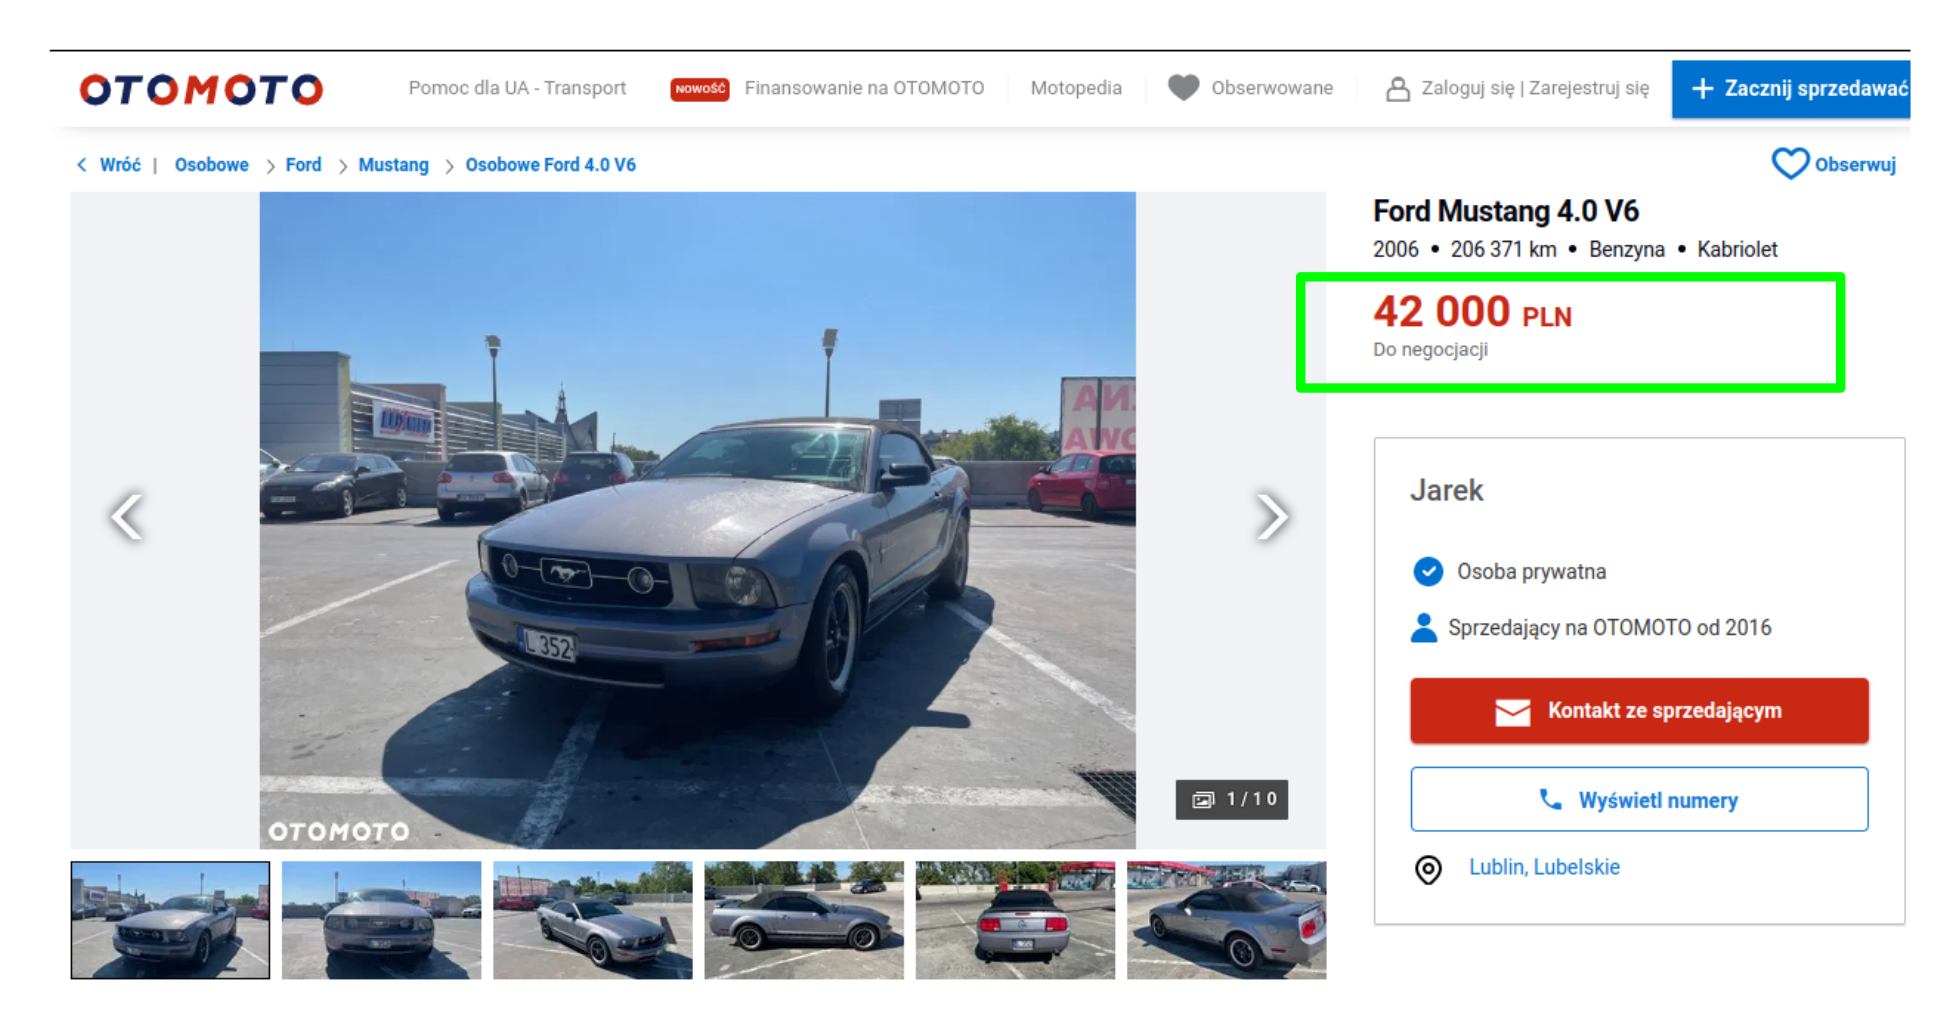 OTOMOTO
Pomoc dla UA - Transport
NOWOŚĆ Finansowanie na OTOMOTO
Motopedia
Obserwowane
Zaloguj się | Zarejestruj się
+ Zacznij sprzedawać
< Wróć | Osobowe > Ford > Mustang > Osobowe Ford 4.0 V6
Obserwuj
Ford Mustang 4.0 V6
2006 • 206 371 km • Benzyna • Kabriolet
42 000 PLN
Do negocjacji
L 352
OTOMOTO
1/10
Jarek
Osoba prywatna
Sprzedający na OTOMOTO od 2016
Kontakt ze sprzedającym
Wyświetl numery
Lublin, Lubelskie